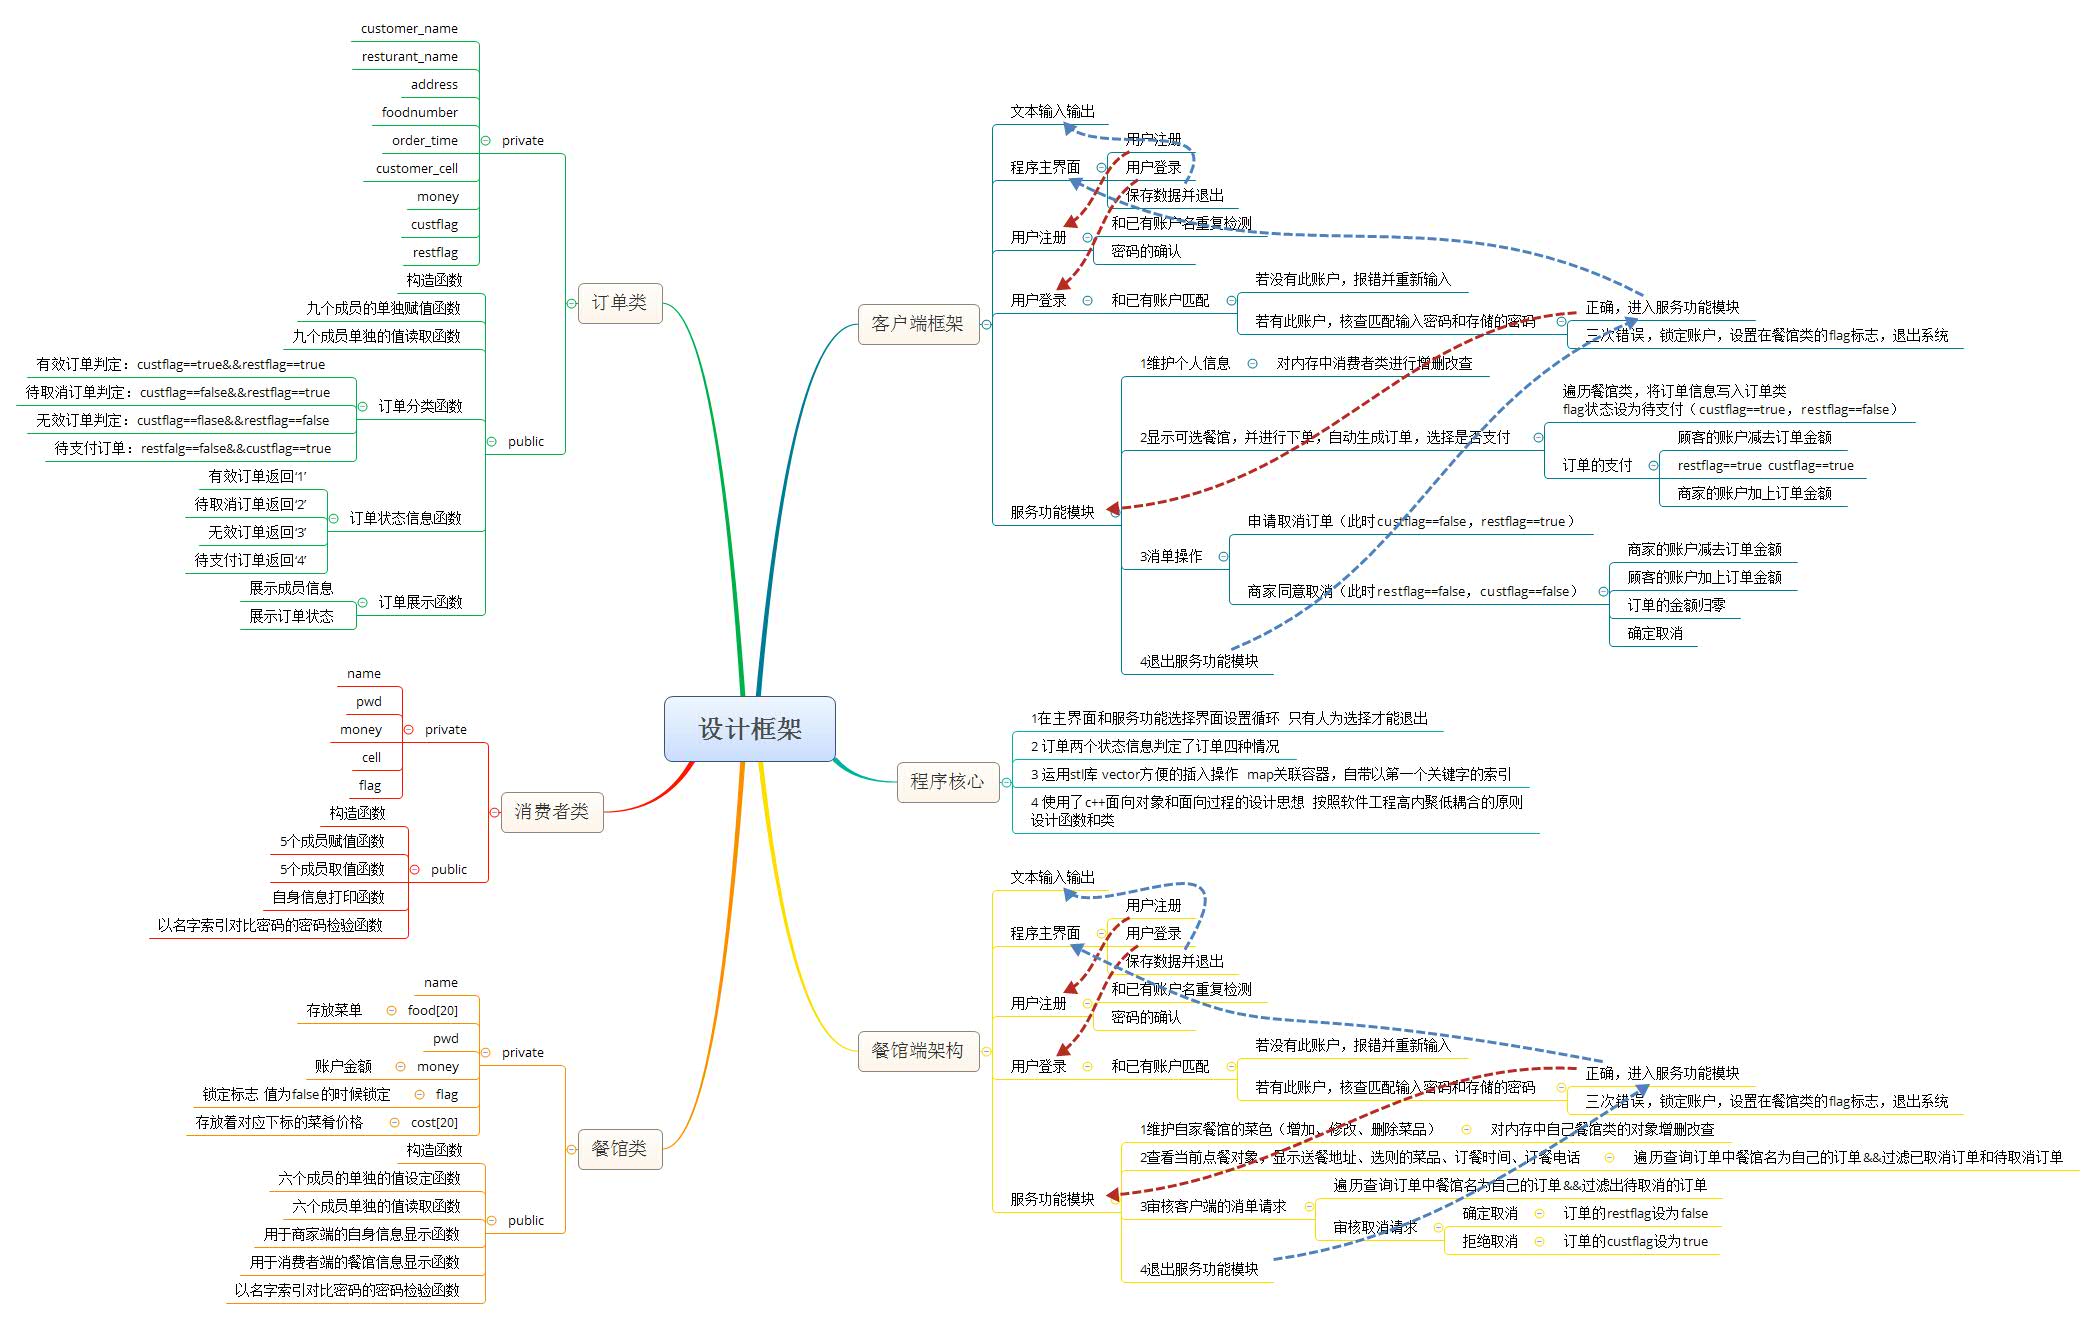 设计框架
订单类
private
customer_name
resturant_name
address
foodnumber
order_time
customer_cell
money
custflag
restflag
public
构造函数
九个成员的单独赋值函数
九个成员单独的值读取函数
订单分类函数
有效订单判定：custflag==true&&restflag==true
待取消订单判定：custflag==false&&restflag==true
无效订单判定：custflag==flase&&restflag==false
待支付订单：restfalg==false&&custflag==true
订单状态信息函数
有效订单返回‘1’
待取消订单返回‘2’
无效订单返回‘3’
待支付订单返回‘4’
订单展示函数
展示成员信息
展示订单状态
消费者类
private
name
pwd
money
cell
flag
public
构造函数
5个成员赋值函数
5个成员取值函数
自身信息打印函数
以名字索引对比密码的密码检验函数
餐馆类
private
name
food[20]
存放菜单
pwd
money
账户金额
flag
锁定标志 值为false的时候锁定
cost[20]
存放着对应下标的菜肴价格
public
构造函数
六个成员的单独的值设定函数
六个成员单独的值读取函数
用于商家端的自身信息显示函数
用于消费者端的餐馆信息显示函数
以名字索引对比密码的密码检验函数
客户端框架
文本输入输出
程序主界面
用户注册
用户登录
保存数据并退出
用户注册
和已有账户名重复检测
密码的确认
用户登录
和已有账户匹配
若没有此账户，报错并重新输入
若有此账户，核查匹配输入密码和存储的密码
正确，进入服务功能模块
三次错误，锁定账户，设置在餐馆类的flag标志，退出系统
服务功能模块
1维护个人信息
对内存中消费者类进行增删改查
2显示可选餐馆，并进行下单，自动生成订单，选择是否支付
遍历餐馆类，将订单信息写入订单类
flag状态设为待支付（custflag==true，restflag==false）
订单的支付
顾客的账户减去订单金额
restflag==true custflag==true
商家的账户加上订单金额
3消单操作
申请取消订单（此时custflag==false，restflag==true）
商家同意取消（此时restflag==false，custflag==false）
商家的账户减去订单金额
顾客的账户加上订单金额
订单的金额归零
确定取消
4退出服务功能模块
程序核心
1在主界面和服务功能选择界面设置循环 只有人为选择才能退出
2 订单两个状态信息判定了订单四种情况
3 运用stl库 vector方便的插入操作 map关联容器，自带以第一个关键字的索引
4 使用了c++面向对象和面向过程的设计思想 按照软件工程高内聚低耦合的原则
设计函数和类
餐馆端架构
文本输入输出
程序主界面
用户注册
用户登录
保存数据并退出
用户注册
和已有账户名重复检测
密码的确认
用户登录
和已有账户匹配
若没有此账户，报错并重新输入
若有此账户，核查匹配输入密码和存储的密码
正确，进入服务功能模块
三次错误，锁定账户，设置在餐馆类的flag标志，退出系统
服务功能模块
1维护自家餐馆的菜色（增加、修改、删除菜品）
对内存中自己餐馆类的对象增删改查
2查看当前点餐对象，显示送餐地址、选则的菜品、订餐时间、订餐电话
遍历查询订单中餐馆名为自己的订单&&过滤已取消订单和待取消订单
3审核客户端的消单请求
遍历查询订单中餐馆名为自己的订单&&过滤出待取消的订单
审核取消请求
确定取消
订单的restflag设为false
拒绝取消
订单的custflag设为true
4退出服务功能模块